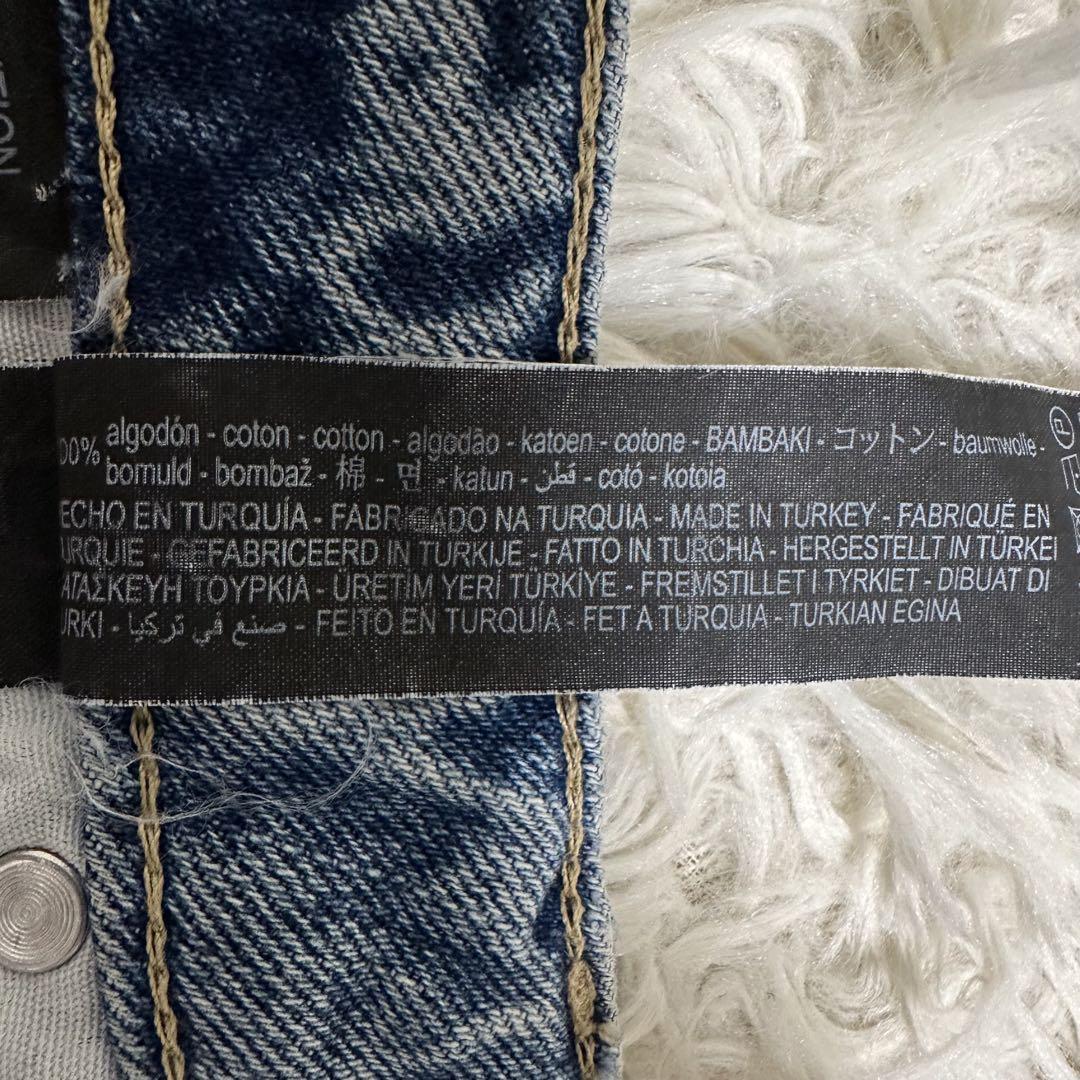 00% algodón - coton - cotton - algodão - katoen - cotone - BAMBAKI - コットン - baumwolle -
bomuld - bombaž - 棉 - 면 - katun - قطن - cotó - kotoia
ECHO EN TURQUÍA - FABRICADO NA TURQUIA - MADE IN TURKEY - FABRIQUÉ EN
URQUIE - GEFABRICEERD IN TURKIJE - FATTO IN TURCHIA - HERGESTELLT IN TÜRKEI
ΑΤΑΣΚΕΥΗ ΤΟΥΡΚΙΑ - ÜRETİM YERİ TÜRKİYE - FREMSTILLET I TYRKIET - DIBUAT DI
URKI - صنع في تركيا - FEITO EN TURQUÍA - FET A TURQUIA - TURKIAN EGINA